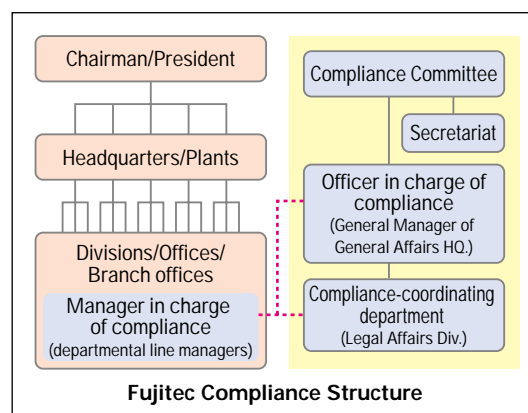 Chairman/President
Headquarters/Plants
Divisions/Offices/
Branch offices
Manager in charge
of compliance
(departmental line managers)
Compliance Committee
Secretariat
Officer in charge of
compliance
(General Manager of
General Affairs HQ.)
Compliance-coordinating
department
(Legal Affairs Div.)
Fujitec Compliance Structure